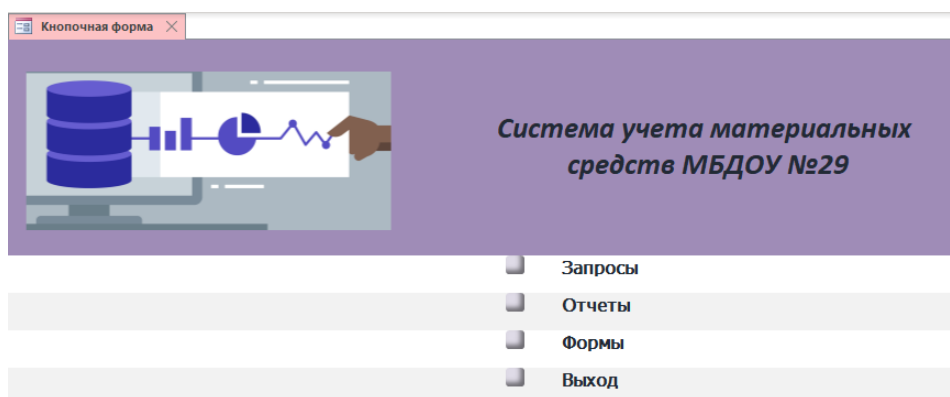 Кнопочная форма
Система учета материальных
средств МБДОУ №29
Запросы
Отчеты
Формы
Выход